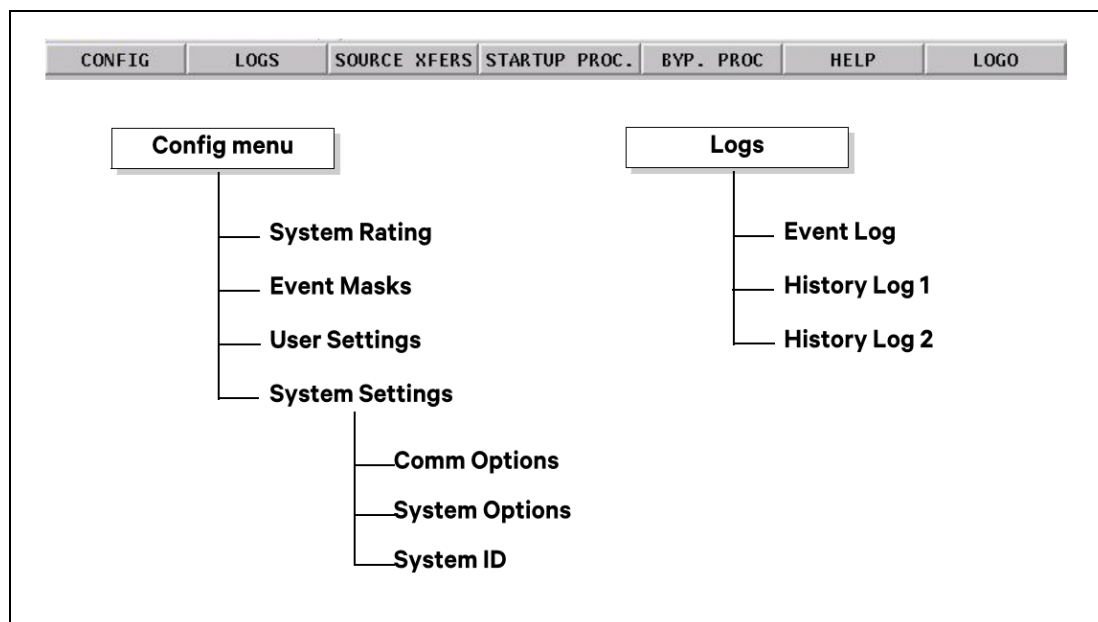 CONFIG LOGS SOURCE XFERS STARTUP PROC. BYP. PROC HELP LOGO
Config menu
System Rating
Event Masks
User Settings
System Settings
Comm Options
System Options
System ID
Logs
Event Log
History Log 1
History Log 2